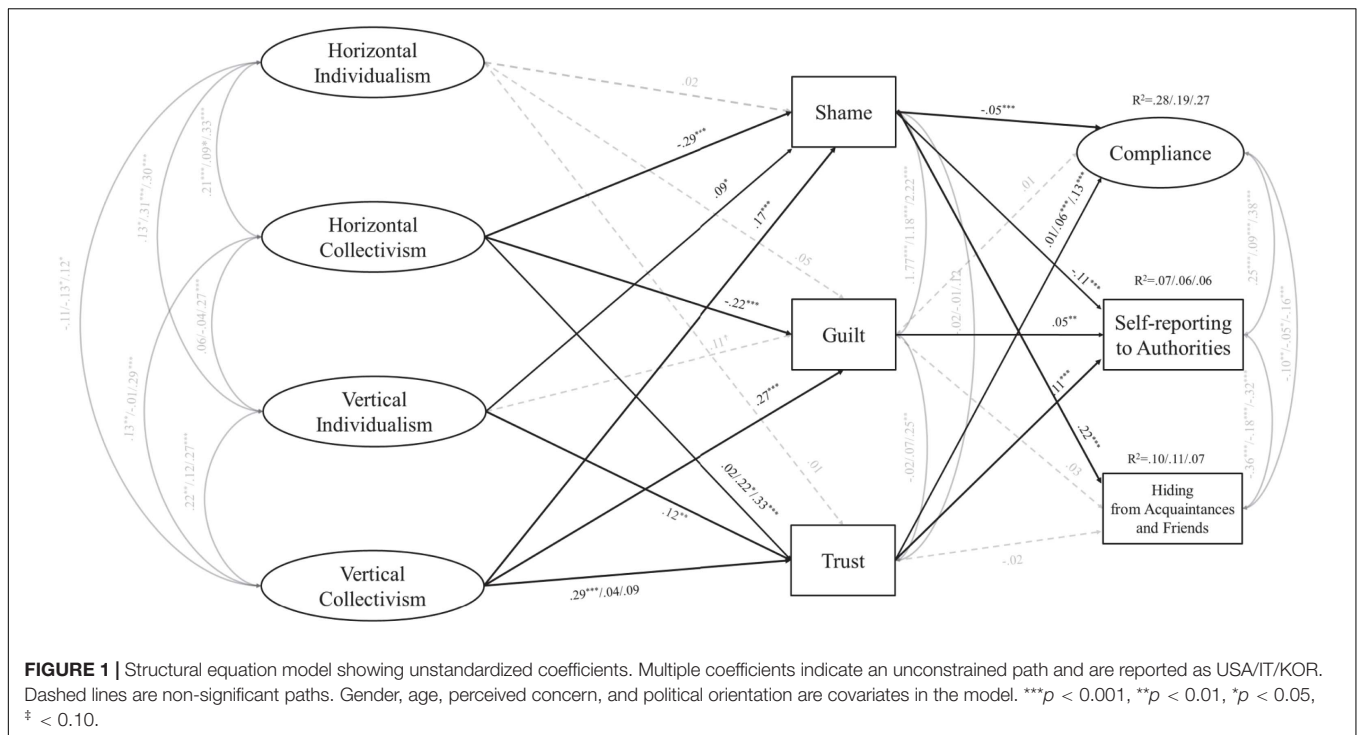 Horizontal
Individualism
Horizontal
Collectivism
Vertical
Individualism
Vertical
Collectivism
.21***/.09*/.33***
.13*/.31***/.30***
-.11/-.13*/.12*
.06/-.04/.27***
.13**/-.01/.29***
.22**/.12/.27***
.02
-.29***
.09*
.17***
.05
-.22***
.11‡
.27***
.01
.02/.22*/.33***
.12**
.29***/.04/.09
Shame
Guilt
Trust
1.77***/1.18***/2.22***
-.02/-.01/.12
-.02/.07/.25**
-.05***
.01
.01/.06***/.13***
-.11***
.05**
.11***
.22***
.03
-.02
R²=.28/.19/.27
Compliance
R²=.07/.06/.06
Self-reporting
to Authorities
R²=.10/.11/.07
Hiding
from Acquaintances
and Friends
.25***/.09***/.38***
-.10**/-.05*/-.16***
-.36***/-.18***/-.32***
FIGURE 1 | Structural equation model showing unstandardized coefficients. Multiple coefficients indicate an unconstrained path and are reported as USA/IT/KOR.
Dashed lines are non-significant paths. Gender, age, perceived concern, and political orientation are covariates in the model. ***p < 0.001, **p < 0.01, *p < 0.05,
‡ < 0.10.